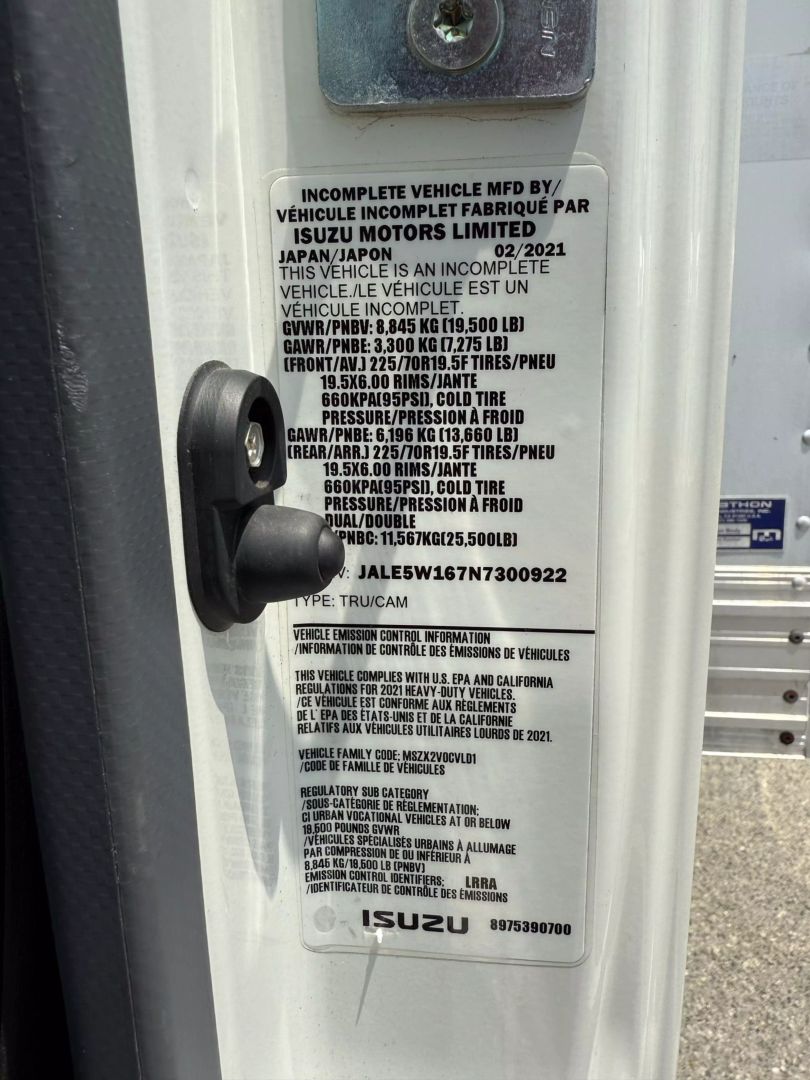 INCOMPLETE VEHICLE MFD BY/
VÉHICULE INCOMPLET FABRIQUÉ PAR
ISUZU MOTORS LIMITED
JAPAN/JAPON 02/2021
THIS VEHICLE IS AN INCOMPLETE
VEHICLE./LE VÉHICULE EST UN
VÉHICULE INCOMPLET.
GVWR/PNBV: 8,845 KG (19,500 LB)
GAWR/PNBE: 3,300 KG (7,275 LB)
(FRONT/AV.) 225/70R19.5F TIRES/PNEU
19.5X6.00 RIMS/JANTE
660KPA(95PSI), COLD TIRE
PRESSURE/PRESSION À FROID
GAWR/PNBE: 6,196 KG (13,660 LB)
(REAR/ARR.) 225/70R19.5F TIRES/PNEU
19.5X6.00 RIMS/JANTE
660KPA(95PSI), COLD TIRE
PRESSURE/PRESSION À FROID
DUAL/DOUBLE
/PNBC: 11,567KG(25,500LB)
JALE5W167N7300922
TYPE: TRU/CAM
VEHICLE EMISSION CONTROL INFORMATION
/INFORMATION DE CONTRÔLE DES ÉMISSIONS DE VÉHICULES
THIS VEHICLE COMPLIES WITH U.S. EPA AND CALIFORNIA
REGULATIONS FOR 2021 HEAVY-DUTY VEHICLES.
/CE VÉHICULE EST CONFORME AUX RÈGLEMENTS
DE L' EPA DES ÉTATS-UNIS ET DE LA CALIFORNIE
RELATIFS AUX VÉHICULES UTILITAIRES LOURDS DE 2021.
VEHICLE FAMILY CODE: MSZX2VOCVLD1
/CODE DE FAMILLE DE VÉHICULES
REGULATORY SUB CATEGORY
/SOUS-CATÉGORIE DE RÈGLEMENTATION:
CI URBAN VOCATIONAL VEHICLES AT OR BELOW
19,500 POUNDS GVWR
/VÉHICULES SPÉCIALISÉS URBAINS À ALLUMAGE
PAR COMPRESSION DE OU INFÉRIEUR À
8,845 KG/19,500 LB (PNBV)
EMISSION CONTROL IDENTIFIERS: LRRA
/IDENTIFICATEUR DE CONTRÔLE DES ÉMISSIONS
ISUZU 8975390700